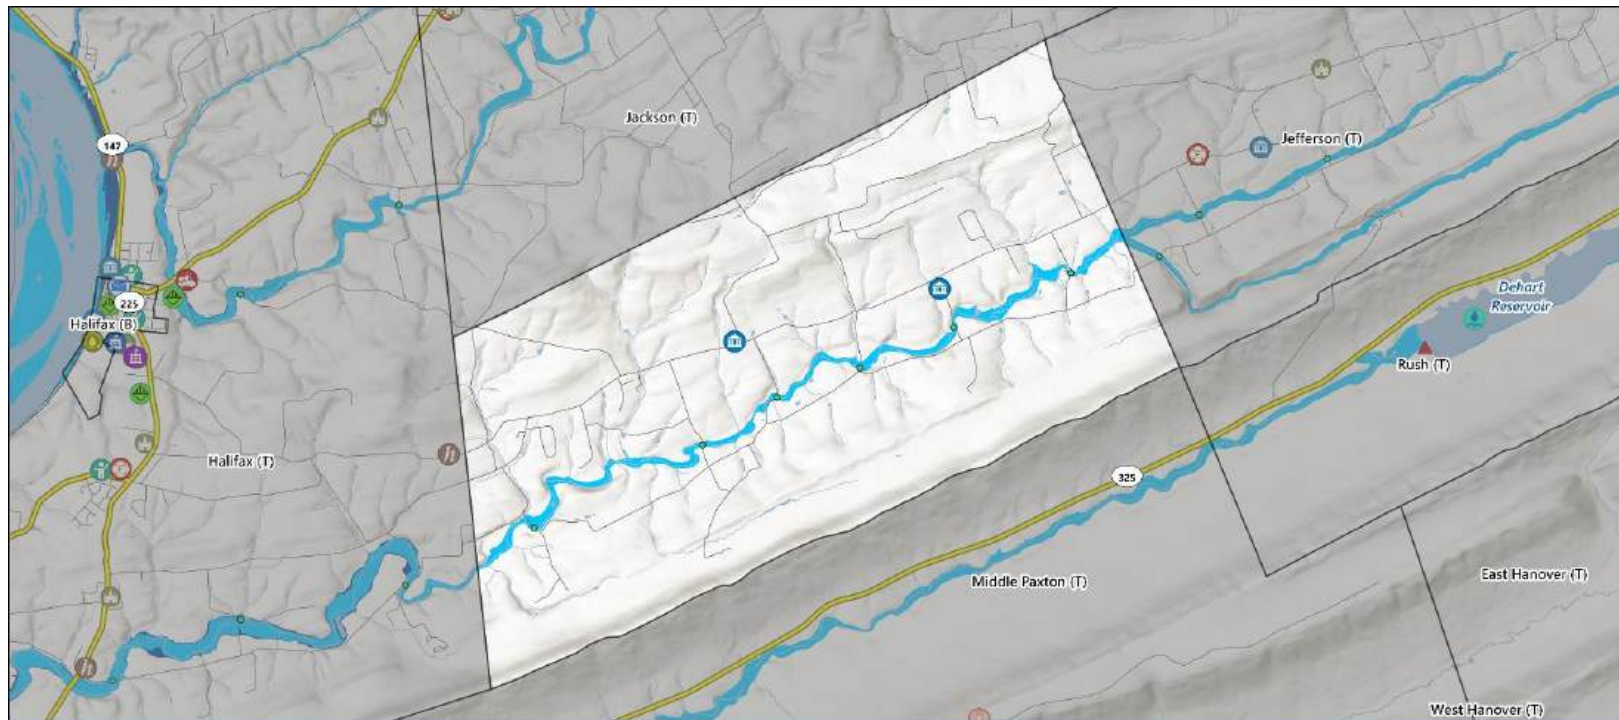 Jackson (T)
147
Jefferson (T)
Dehart
Reservoir
225
Halifax (B)
Rush (T)
Halifax (T)
325
Middle Paxton (T)
East Hanover (T)
West Hanover (T)